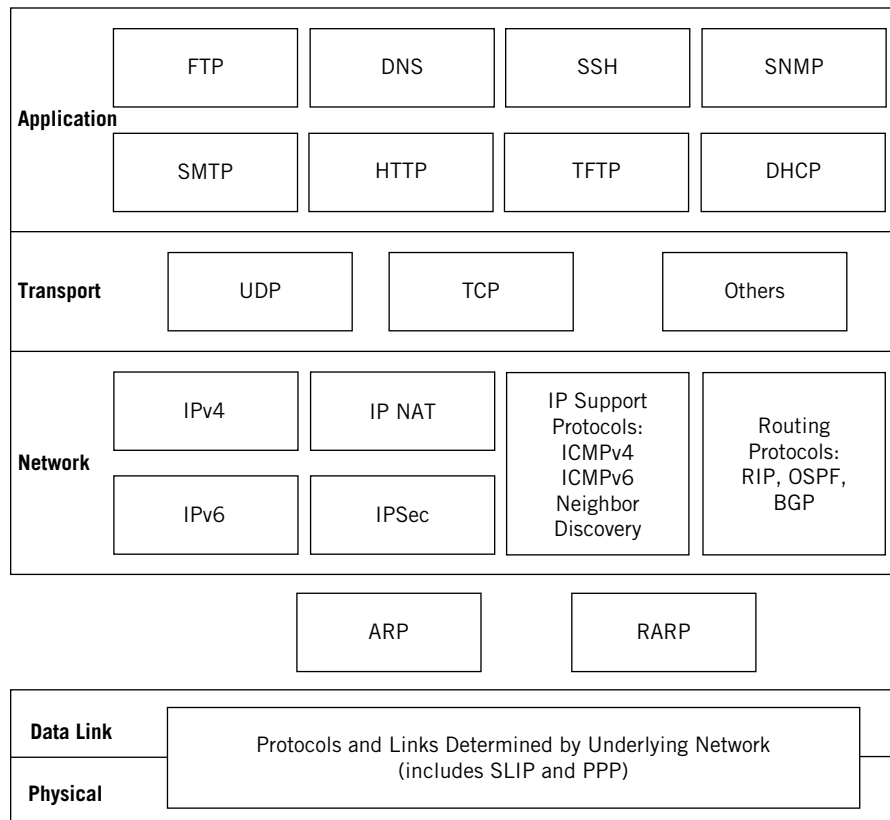 Application
FTP
DNS
SSH
SNMP
SMTP
HTTP
TFTP
DHCP
Transport
UDP
TCP
Others
Network
IPv4
IP NAT
IPv6
IPSec
IP Support
Protocols:
ICMPv4
ICMPv6
Neighbor
Discovery
Routing
Protocols:
RIP, OSPF,
BGP
ARP
RARP
Data Link
Physical
Protocols and Links Determined by Underlying Network
(includes SLIP and PPP)